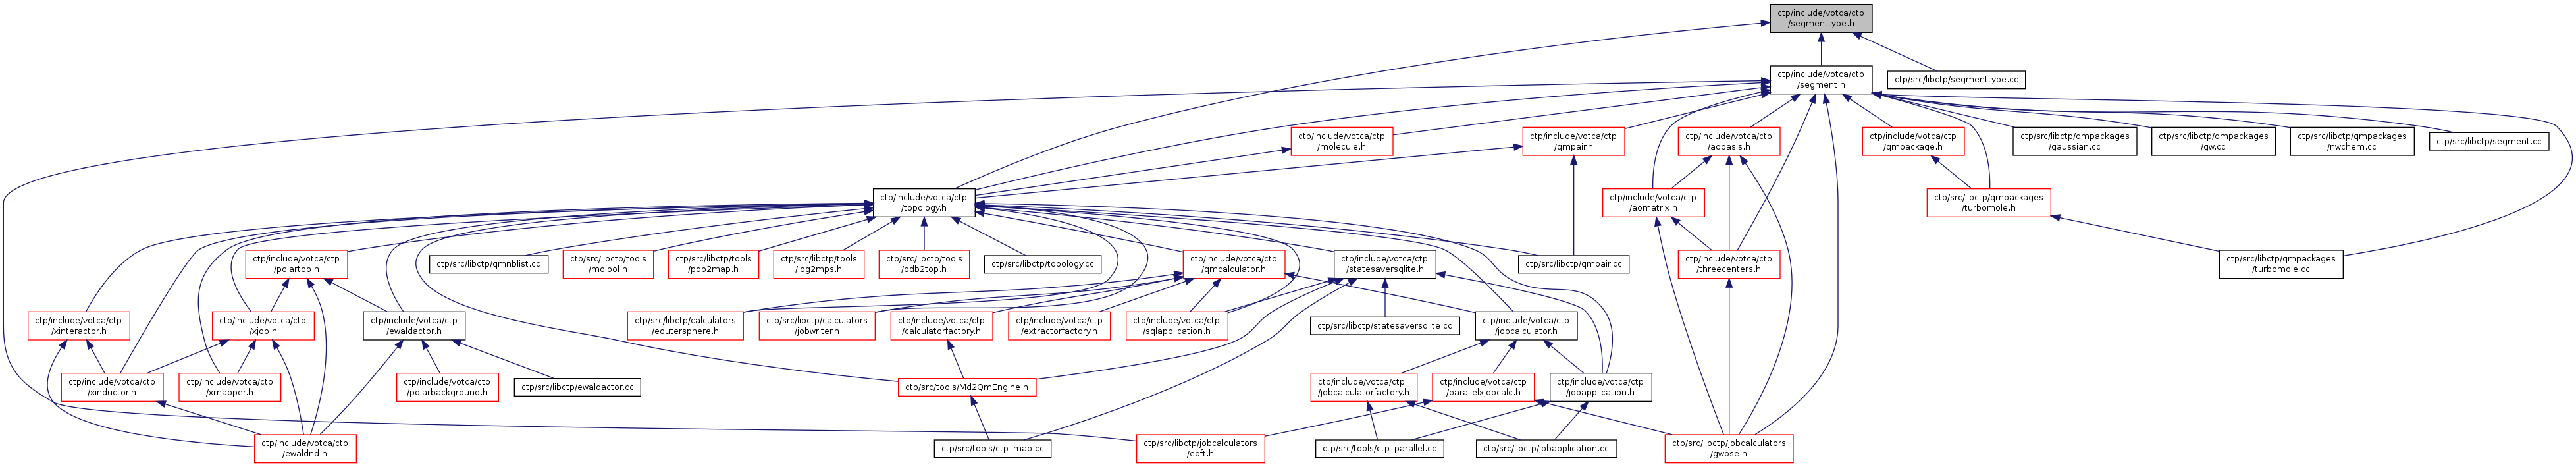 ctp/include/votca/ctp
/segmenttype.h
ctp/include/votca/ctp
/segment.h
ctp/src/libctp/segmenttype.cc
ctp/include/votca/ctp
/molecule.h
ctp/include/votca/ctp
/qmpair.h
ctp/include/votca/ctp
/aobasis.h
ctp/include/votca/ctp
/qmpackage.h
ctp/src/libctp/qmpackages
/gaussian.cc
ctp/src/libctp/qmpackages
/gw.cc
ctp/src/libctp/qmpackages
/nwchem.cc
ctp/src/libctp/segment.cc
ctp/include/votca/ctp
/topology.h
ctp/include/votca/ctp
/aomatrix.h
ctp/src/libctp/qmpackages
/turbomole.h
ctp/include/votca/ctp
/polartop.h
ctp/src/libctp/qmnblist.cc
ctp/src/libctp/tools
/molpol.h
ctp/src/libctp/tools
/pdb2map.h
ctp/src/libctp/tools
/log2mps.h
ctp/src/libctp/tools
/pdb2top.h
ctp/src/libctp/topology.cc
ctp/include/votca/ctp
/qmcalculator.h
ctp/include/votca/ctp
/statesaversqlite.h
ctp/src/libctp/qmpair.cc
ctp/include/votca/ctp
/threecenters.h
ctp/src/libctp/qmpackages
/turbomole.cc
ctp/include/votca/ctp
/xinteractor.h
ctp/include/votca/ctp
/xjob.h
ctp/include/votca/ctp
/ewaldactor.h
ctp/src/libctp/calculators
/eoutersphere.h
ctp/src/libctp/calculators
/jobwriter.h
ctp/include/votca/ctp
/calculatorfactory.h
ctp/include/votca/ctp
/extractorfactory.h
ctp/include/votca/ctp
/sqlapplication.h
ctp/src/libctp/statesaversqlite.cc
ctp/include/votca/ctp
/jobcalculator.h
ctp/include/votca/ctp
/xinductor.h
ctp/include/votca/ctp
/xmapper.h
ctp/include/votca/ctp
/polarbackground.h
ctp/src/libctp/ewaldactor.cc
ctp/src/tools/Md2QmEngine.h
ctp/include/votca/ctp
/jobcalculatorfactory.h
ctp/include/votca/ctp
/parallelxjobcalc.h
ctp/include/votca/ctp
/jobapplication.h
ctp/include/votca/ctp
/ewaldnd.h
ctp/src/tools/ctp_map.cc
ctp/src/libctp/jobcalculators
/edft.h
ctp/src/tools/ctp_parallel.cc
ctp/src/libctp/jobapplication.cc
ctp/src/libctp/jobcalculators
/gwbse.h